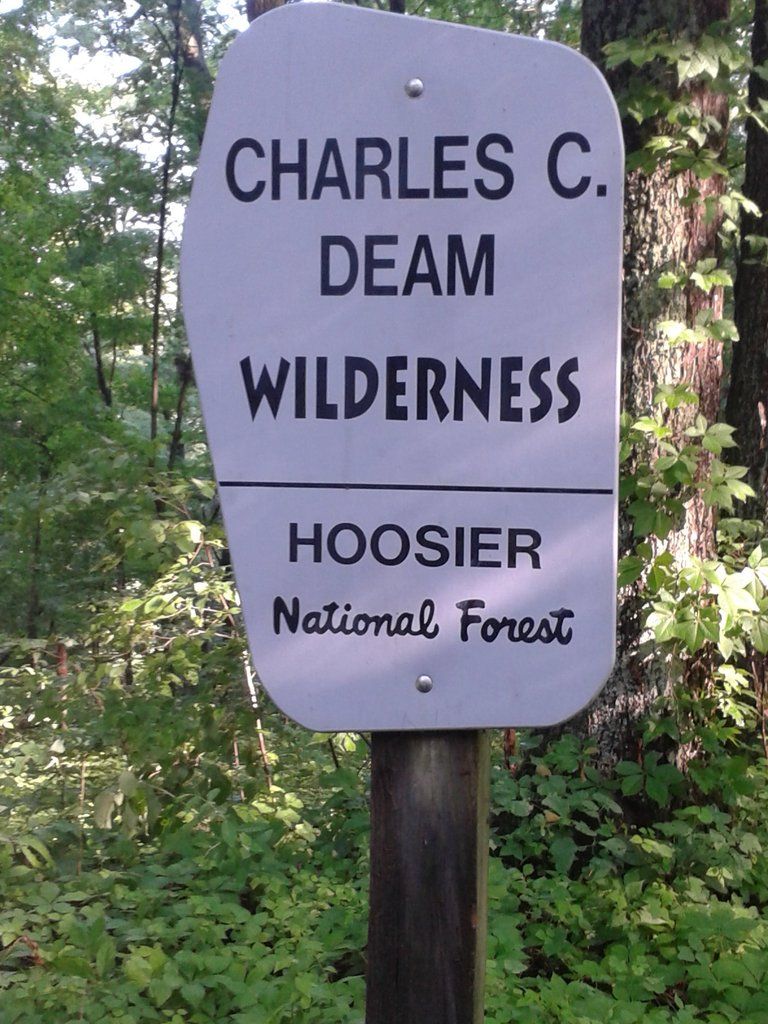 CHARLES C.
DEAM
WILDERNESS
HOOSIER
National Forest